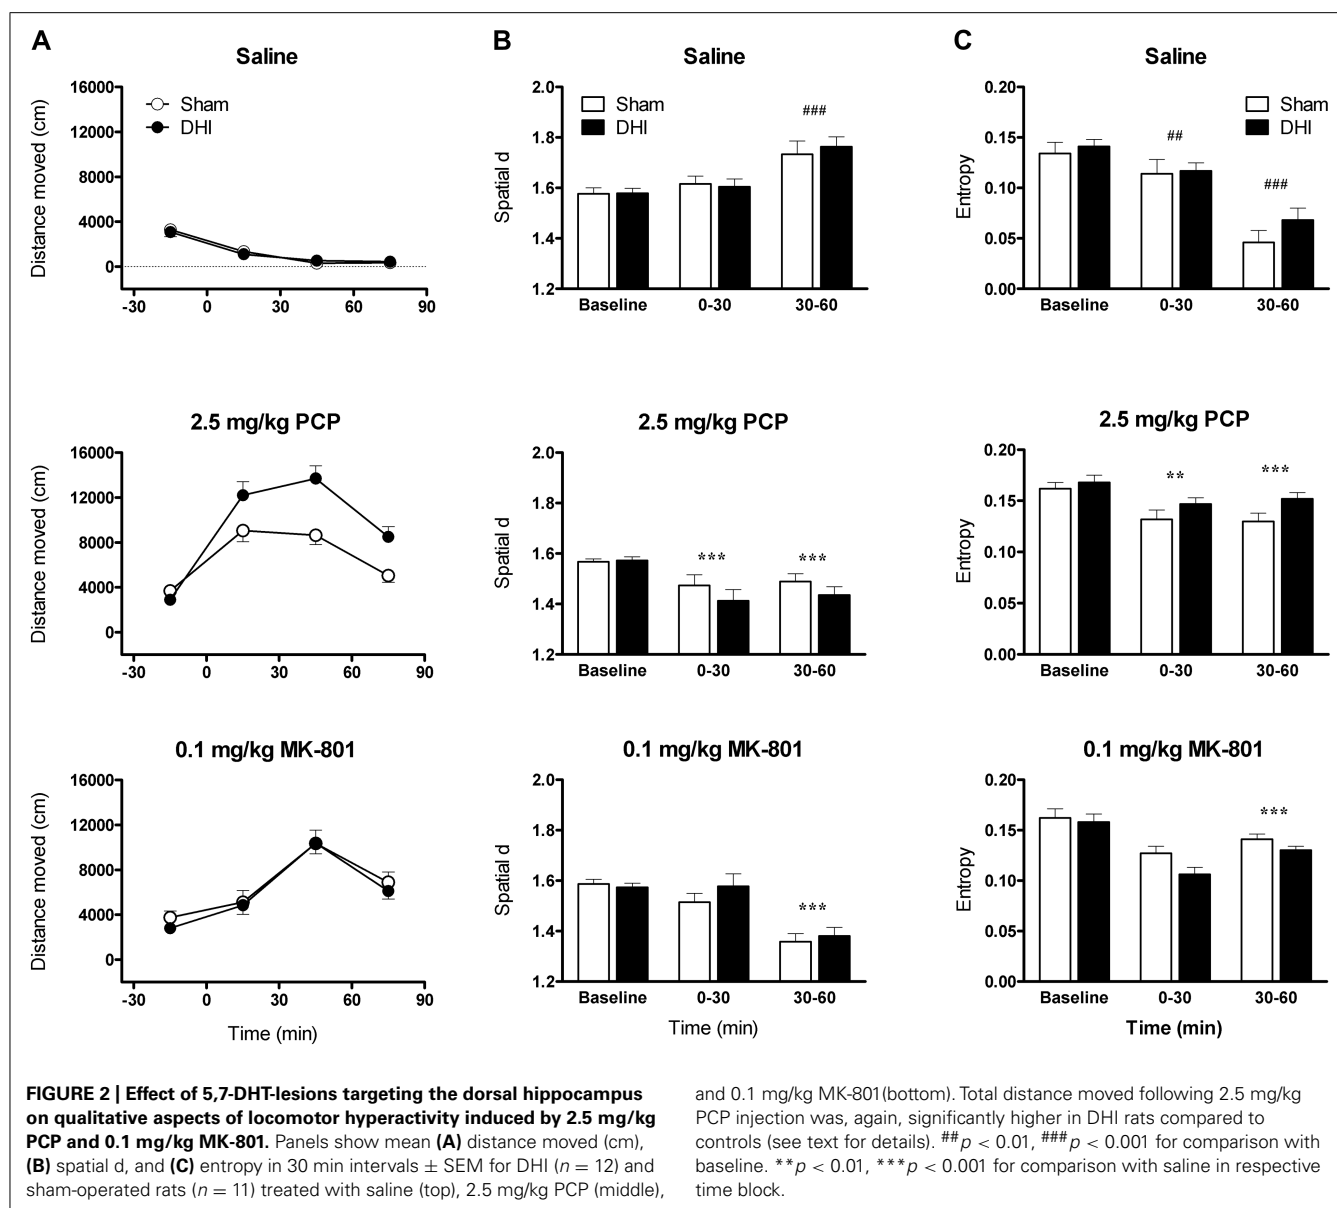 A
Saline
16000
12000
8000
4000
0
Distance moved (cm)
Sham
DHI
-30 0 30 60 90
B
Saline
2.0
1.8
1.6
1.4
1.2
Spatial d
Sham
DHI
###
Baseline 0-30 30-60
C
Saline
0.20
0.15
0.10
0.05
0.00
Entropy
Sham
DHI
##
###
Baseline 0-30 30-60
2.5 mg/kg PCP
16000
12000
8000
4000
0
Distance moved (cm)
-30 0 30 60 90
2.5 mg/kg PCP
2.0
1.8
1.6
1.4
1.2
Spatial d
*** ***
Baseline 0-30 30-60
2.5 mg/kg PCP
0.20
0.15
0.10
0.05
0.00
Entropy
** ***
Baseline 0-30 30-60
0.1 mg/kg MK-801
16000
12000
8000
4000
0
Distance moved (cm)
-30 0 30 60 90
Time (min)
0.1 mg/kg MK-801
2.0
1.8
1.6
1.4
1.2
Spatial d
***
Baseline 0-30 30-60
Time (min)
0.1 mg/kg MK-801
0.20
0.15
0.10
0.05
0.00
Entropy
***
Baseline 0-30 30-60
Time (min)
FIGURE 2 | Effect of 5,7-DHT-lesions targeting the dorsal hippocampus
on qualitative aspects of locomotor hyperactivity induced by 2.5 mg/kg
PCP and 0.1 mg/kg MK-801. Panels show mean (A) distance moved (cm),
(B) spatial d, and (C) entropy in 30 min intervals ± SEM for DHI (n = 12) and
sham-operated rats (n = 11) treated with saline (top), 2.5 mg/kg PCP (middle),
and 0.1 mg/kg MK-801(bottom). Total distance moved following 2.5 mg/kg
PCP injection was, again, significantly higher in DHI rats compared to
controls (see text for details). ##p < 0.01, ###p < 0.001 for comparison with
baseline. **p < 0.01, ***p < 0.001 for comparison with saline in respective
time block.